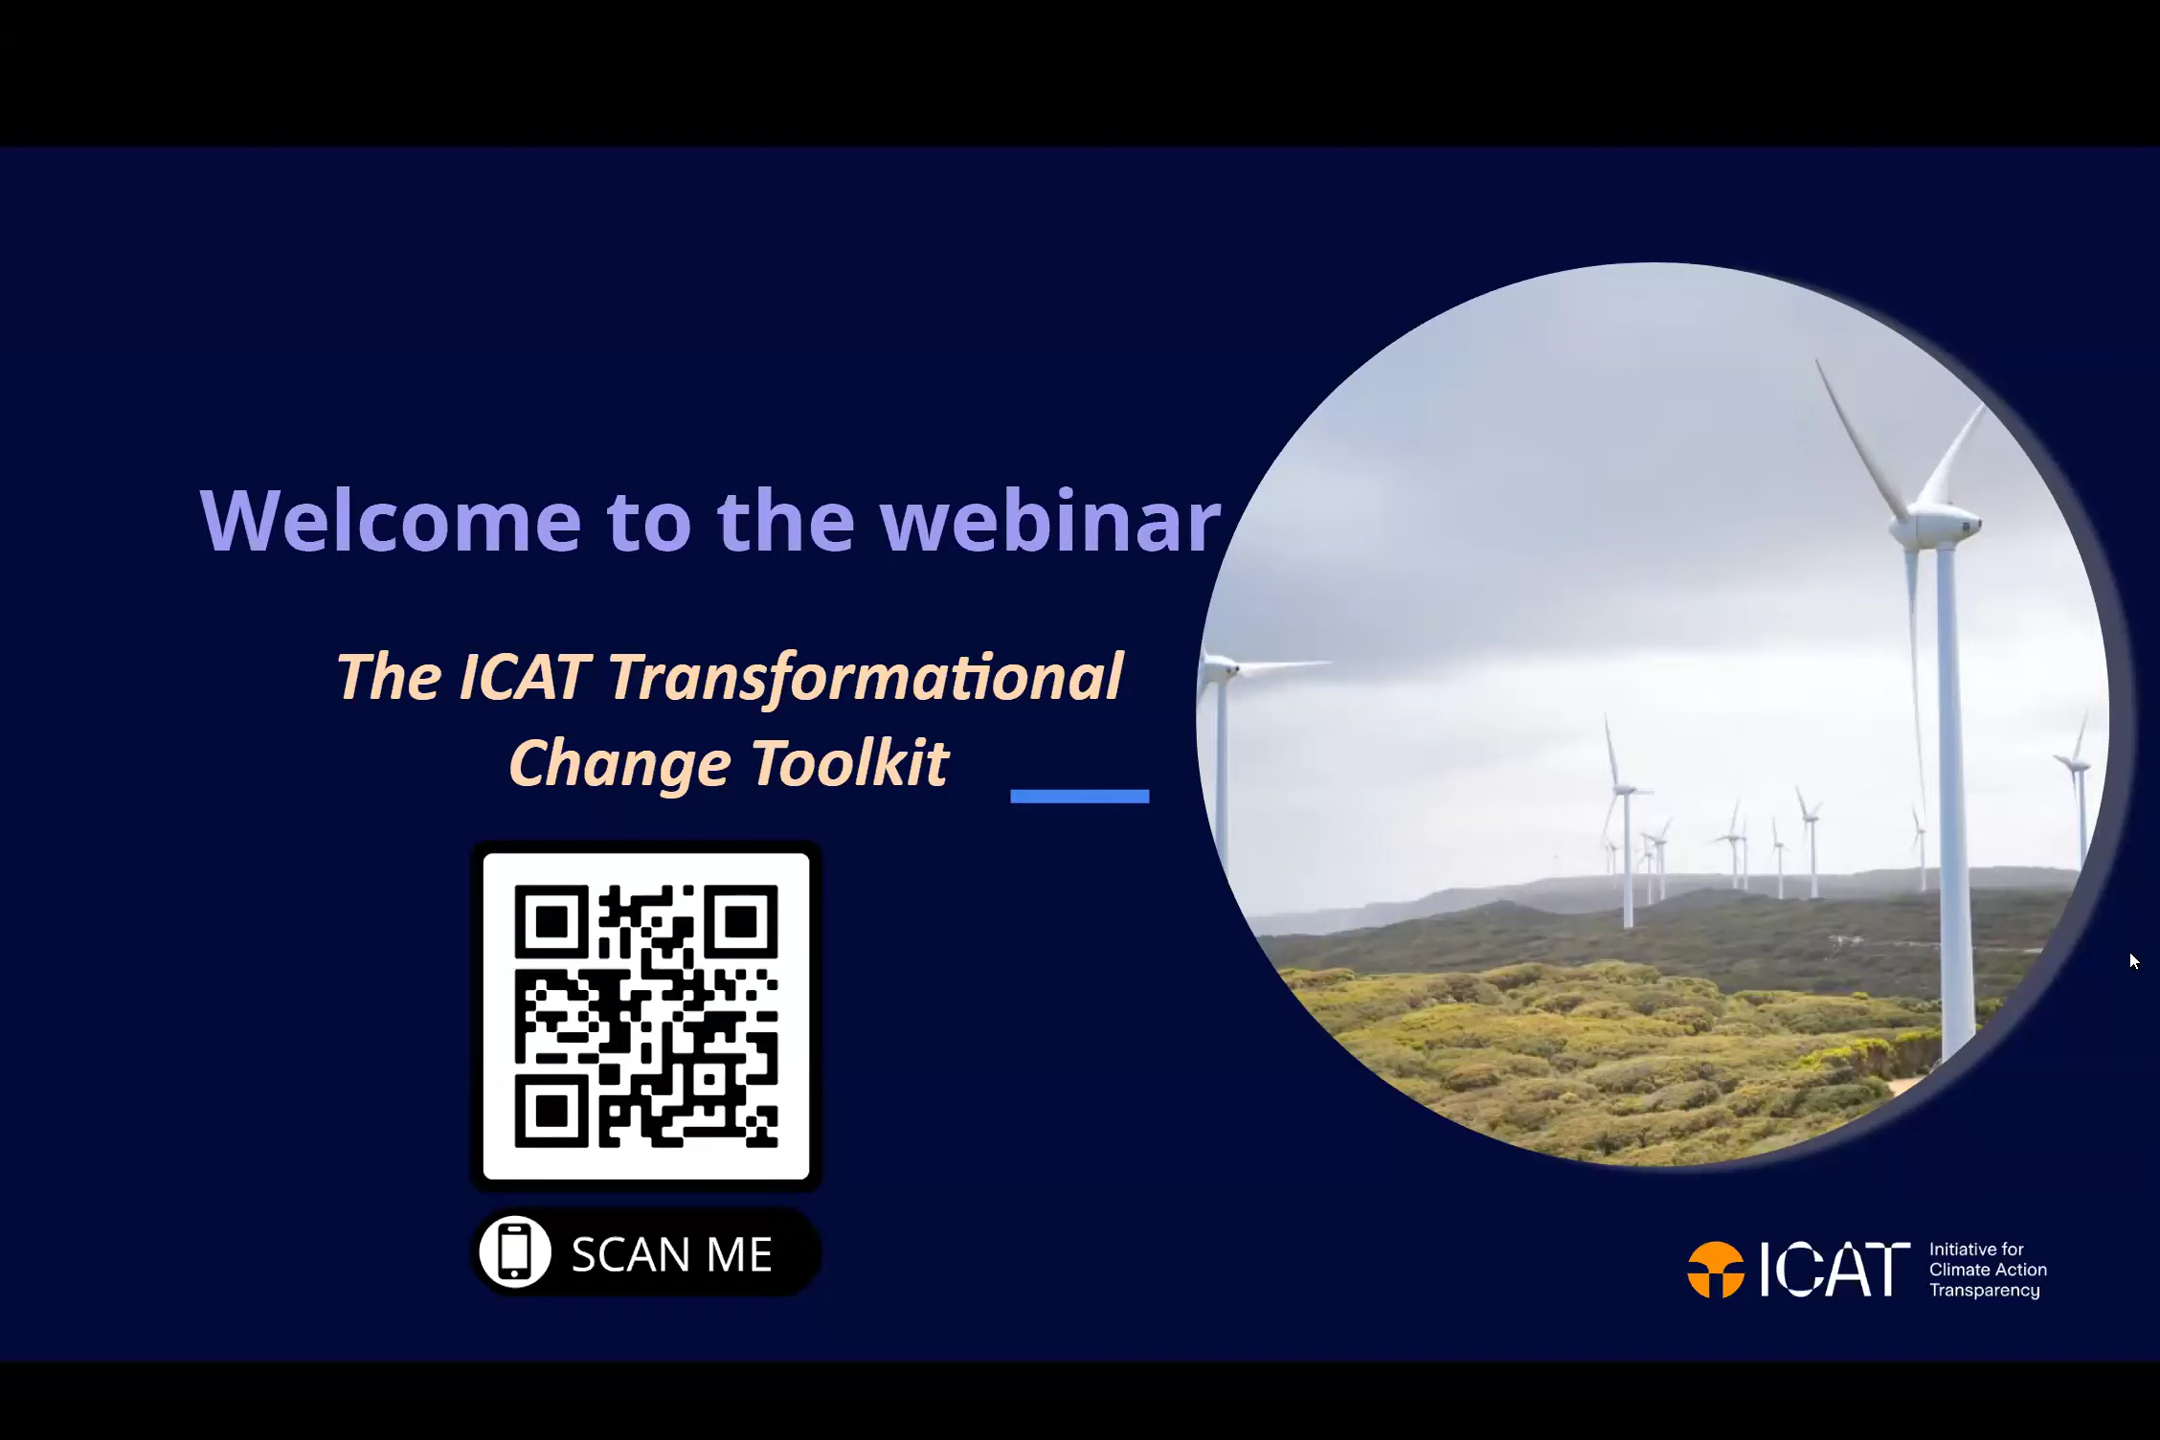 Welcome to the webinar
The ICAT Transformational
Change Toolkit
SCAN ME
ICAT
Initiative for
Climate Action
Transparency